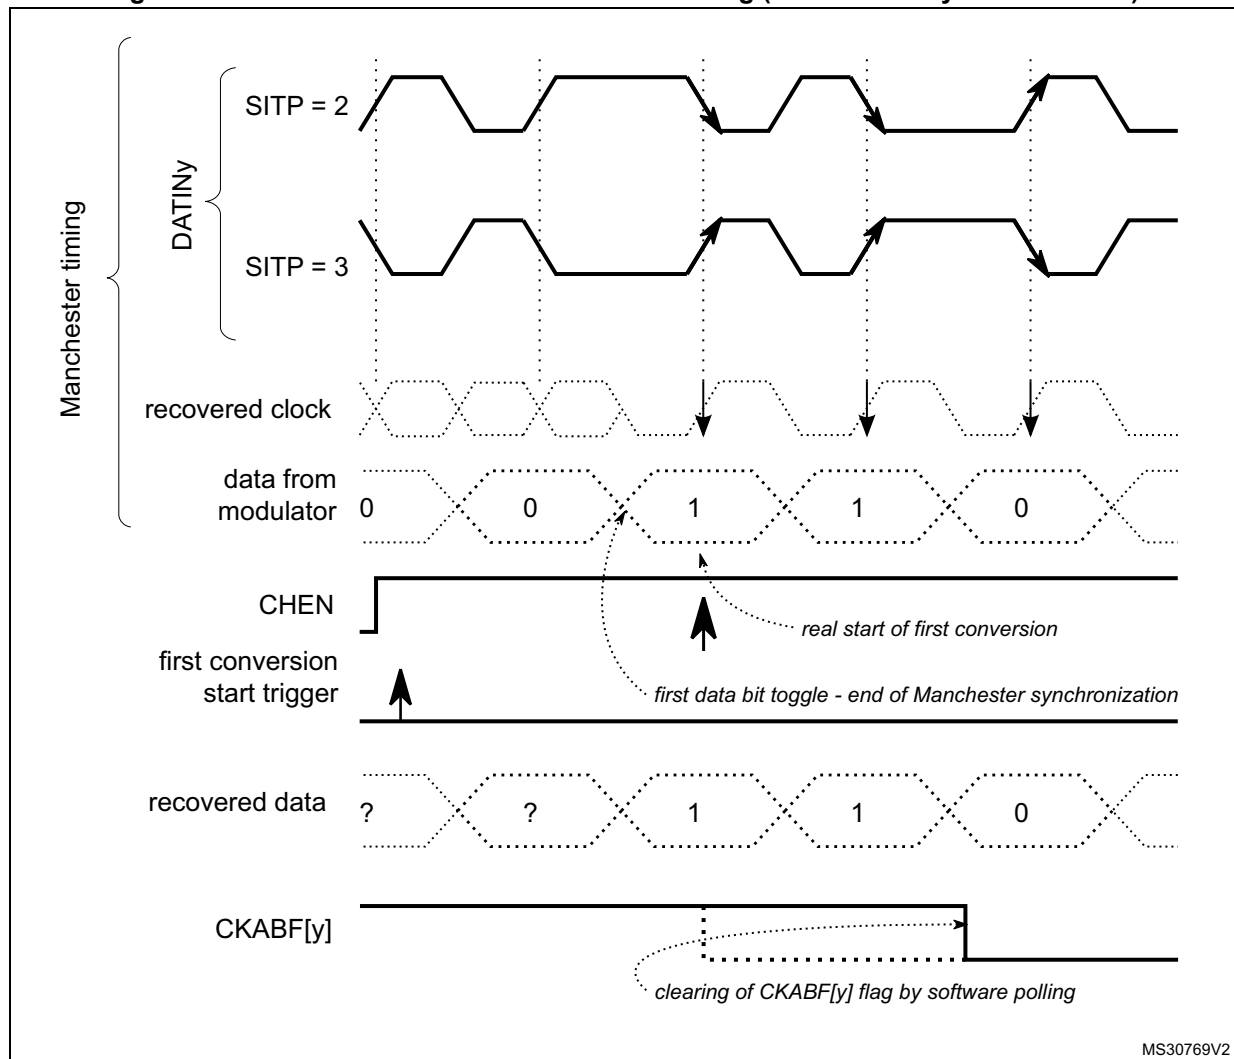 SITP = 2
DATINy
SITP = 3
Manchester timing
recovered clock
data from
modulator
0 0 1 1 0
CHEN
real start of first conversion
first conversion
start trigger
first data bit toggle - end of Manchester synchronization
recovered data
? ? 1 1 0
CKABF[y]
clearing of CKABF[y] flag by software polling
MS30769V2